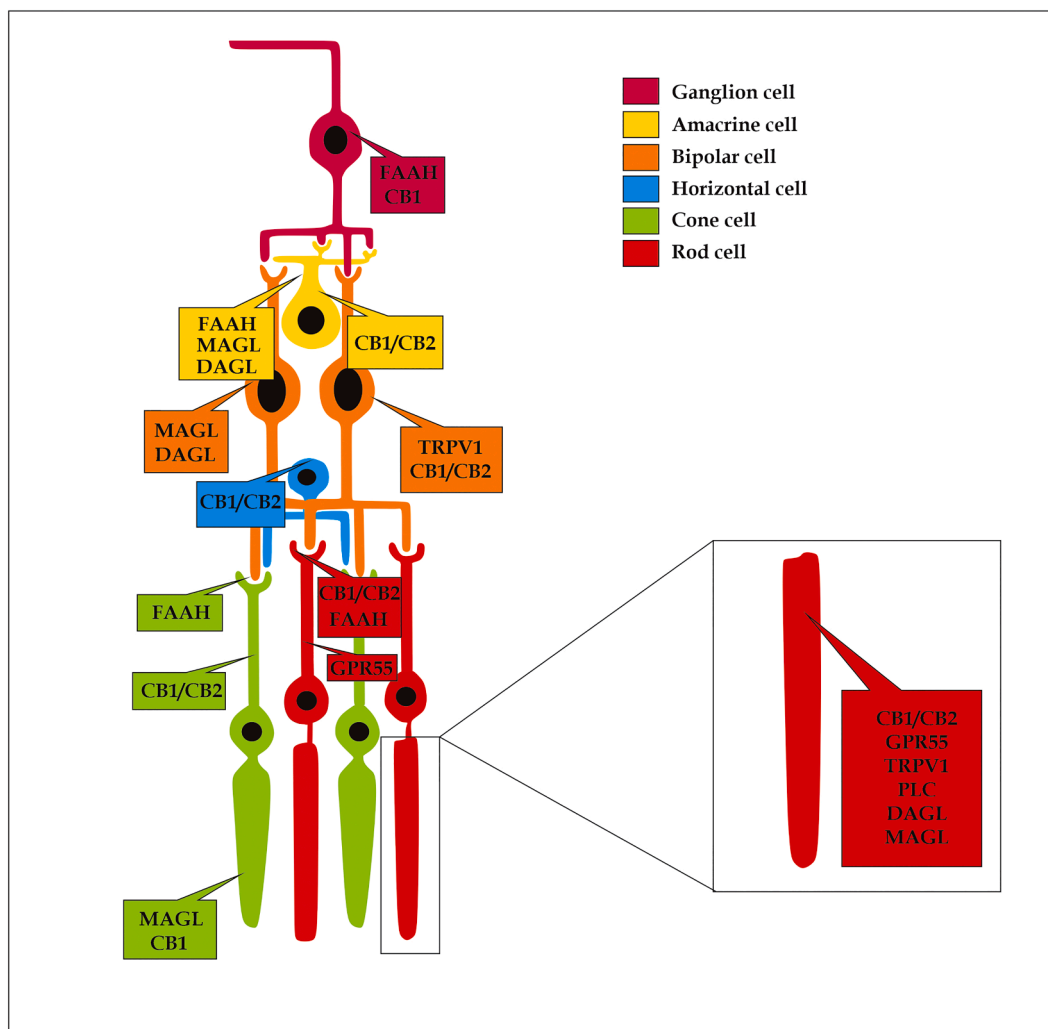 Ganglion cell
Amacrine cell
Bipolar cell
Horizontal cell
Cone cell
Rod cell
FAAH
CB1
FAAH
MAGL
DAGL
CB1/CB2
MAGL
DAGL
TRPV1
CB1/CB2
CB1/CB2
CB1/CB2
FAAH
FAAH
GPR55
CB1/CB2
MAGL
CB1
CB1/CB2
GPR55
TRPV1
PLC
DAGL
MAGL